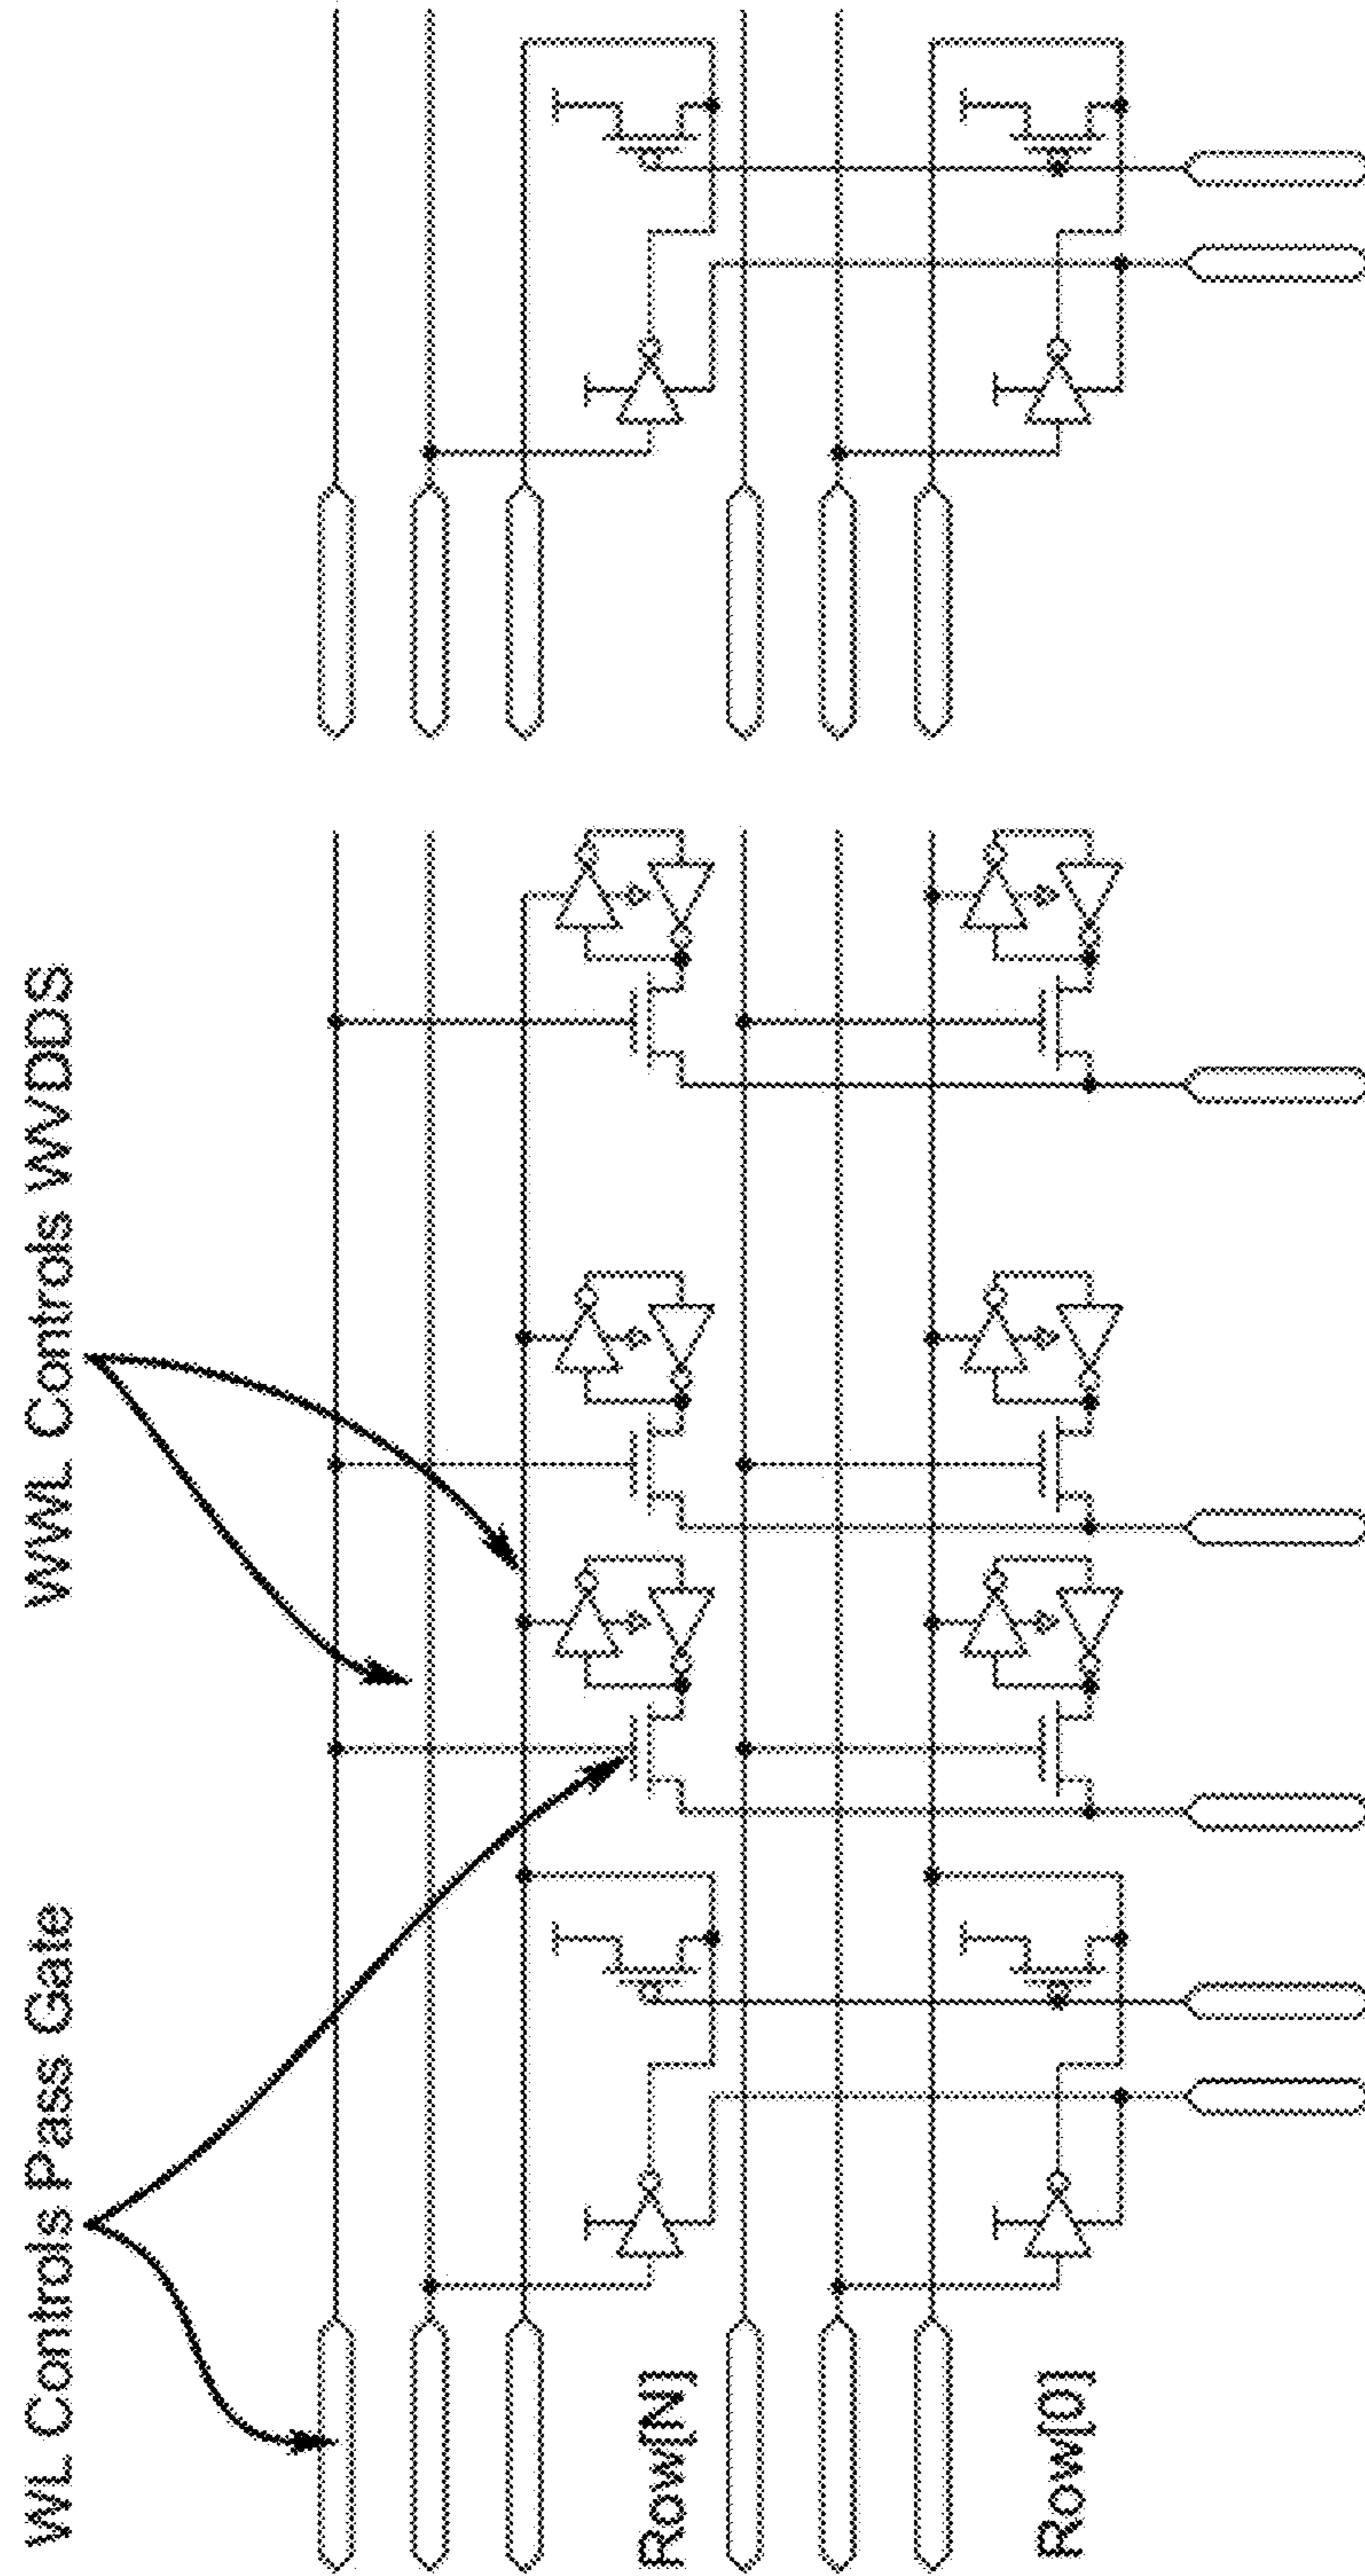 WL Controls Pass Gate
WWL Controls WVDDS
Row[N]
Row[0]